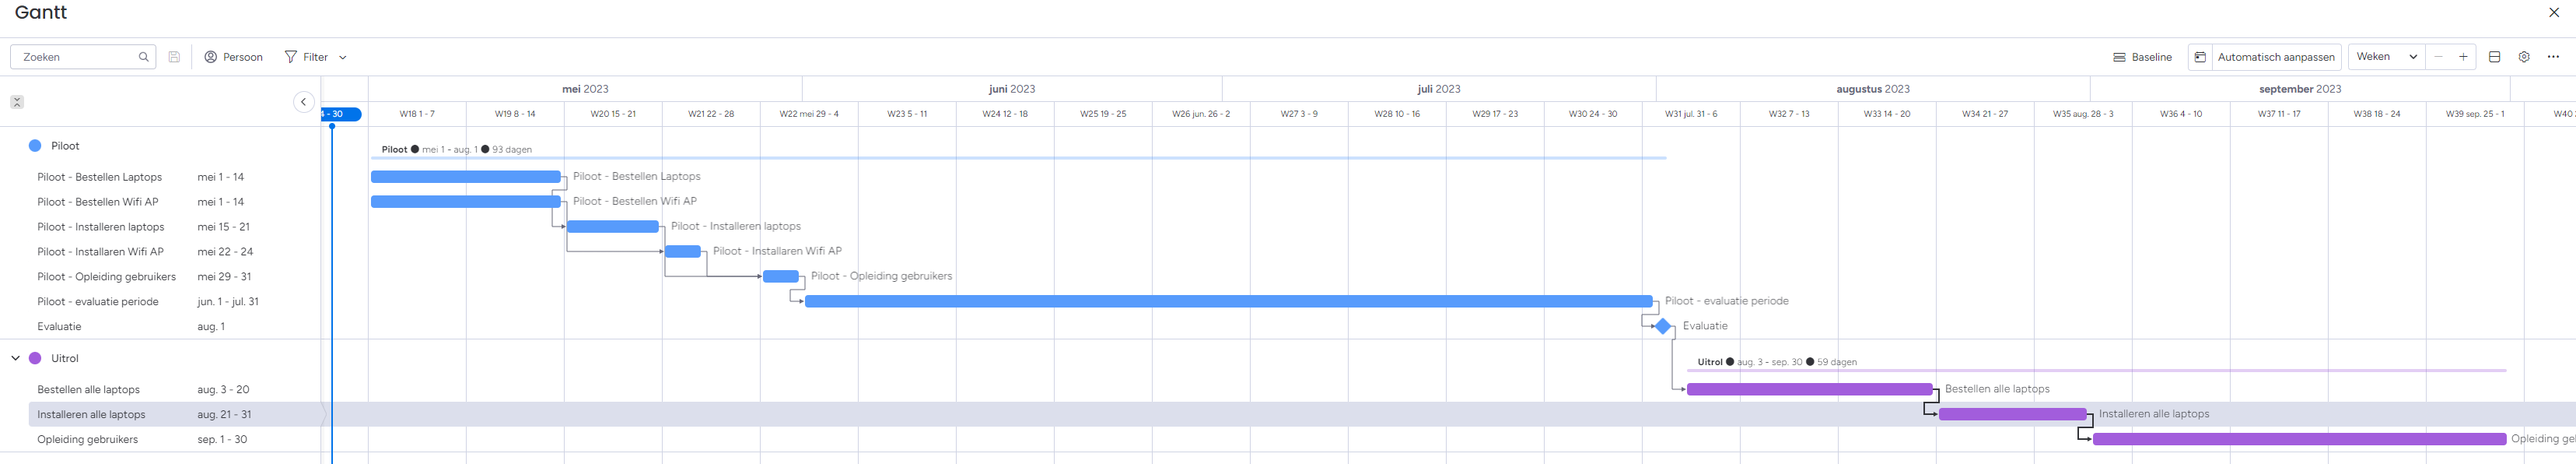 Gantt
Zoeken
Persoon
Filter
Baseline
Automatisch aanpassen
Weken
mei 2023
juni 2023
juli 2023
augustus 2023
september 2023
- 30
W18 1 - 7
W19 8 - 14
W20 15 - 21
W21 22 - 28
W22 mei 29 - 4
W23 5 - 11
W24 12 - 18
W25 19 - 25
W26 jun. 26 - 2
W27 3 - 9
W28 10 - 16
W29 17 - 23
W30 24 - 30
W31 jul. 31 - 6
W32 7 - 13
W33 14 - 20
W34 21 - 27
W35 aug. 28 - 3
W36 4 - 10
W37 11 - 17
W38 18 - 24
W39 sep. 25 - 1
W40
Piloot
Piloot ● mei 1 - aug. 1 ● 93 dagen
Piloot - Bestellen Laptops mei 1 - 14
Piloot - Bestellen Laptops
Piloot - Bestellen Wifi AP mei 1 - 14
Piloot - Bestellen Wifi AP
Piloot - Installeren laptops mei 15 - 21
Piloot - Installeren laptops
Piloot - Installaren Wifi AP mei 22 - 24
Piloot - Installaren Wifi AP
Piloot - Opleiding gebruikers mei 29 - 31
Piloot - Opleiding gebruikers
Piloot - evaluatie periode jun. 1 - jul. 31
Piloot - evaluatie periode
Evaluatie aug. 1
Evaluatie
Uitrol
Uitrol ● aug. 3 - sep. 30 ● 59 dagen
Bestellen alle laptops aug. 3 - 20
Bestellen alle laptops
Installeren alle laptops aug. 21 - 31
Installeren alle laptops
Opleiding gebruikers sep. 1 - 30
Opleiding ge